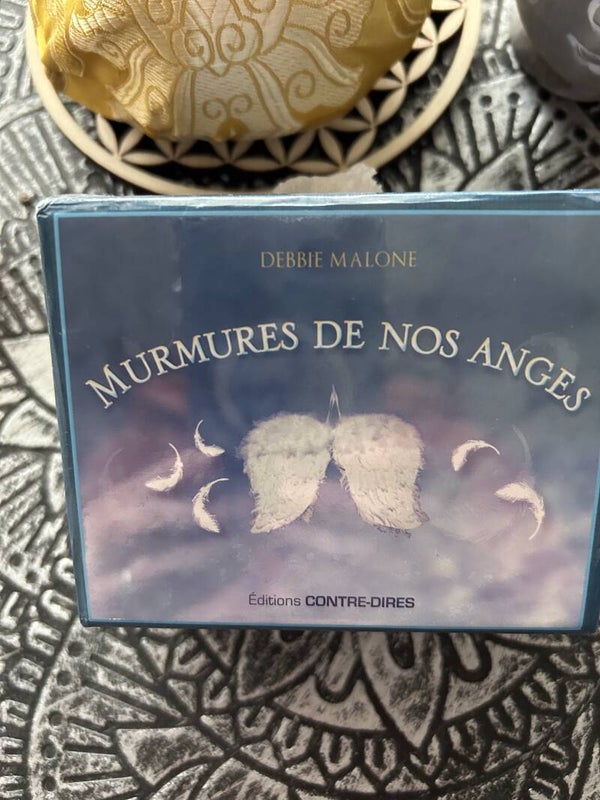 DEBBIE MALONE
MURMURES DE NOS ANGES
Éditions CONTRE-DIRES